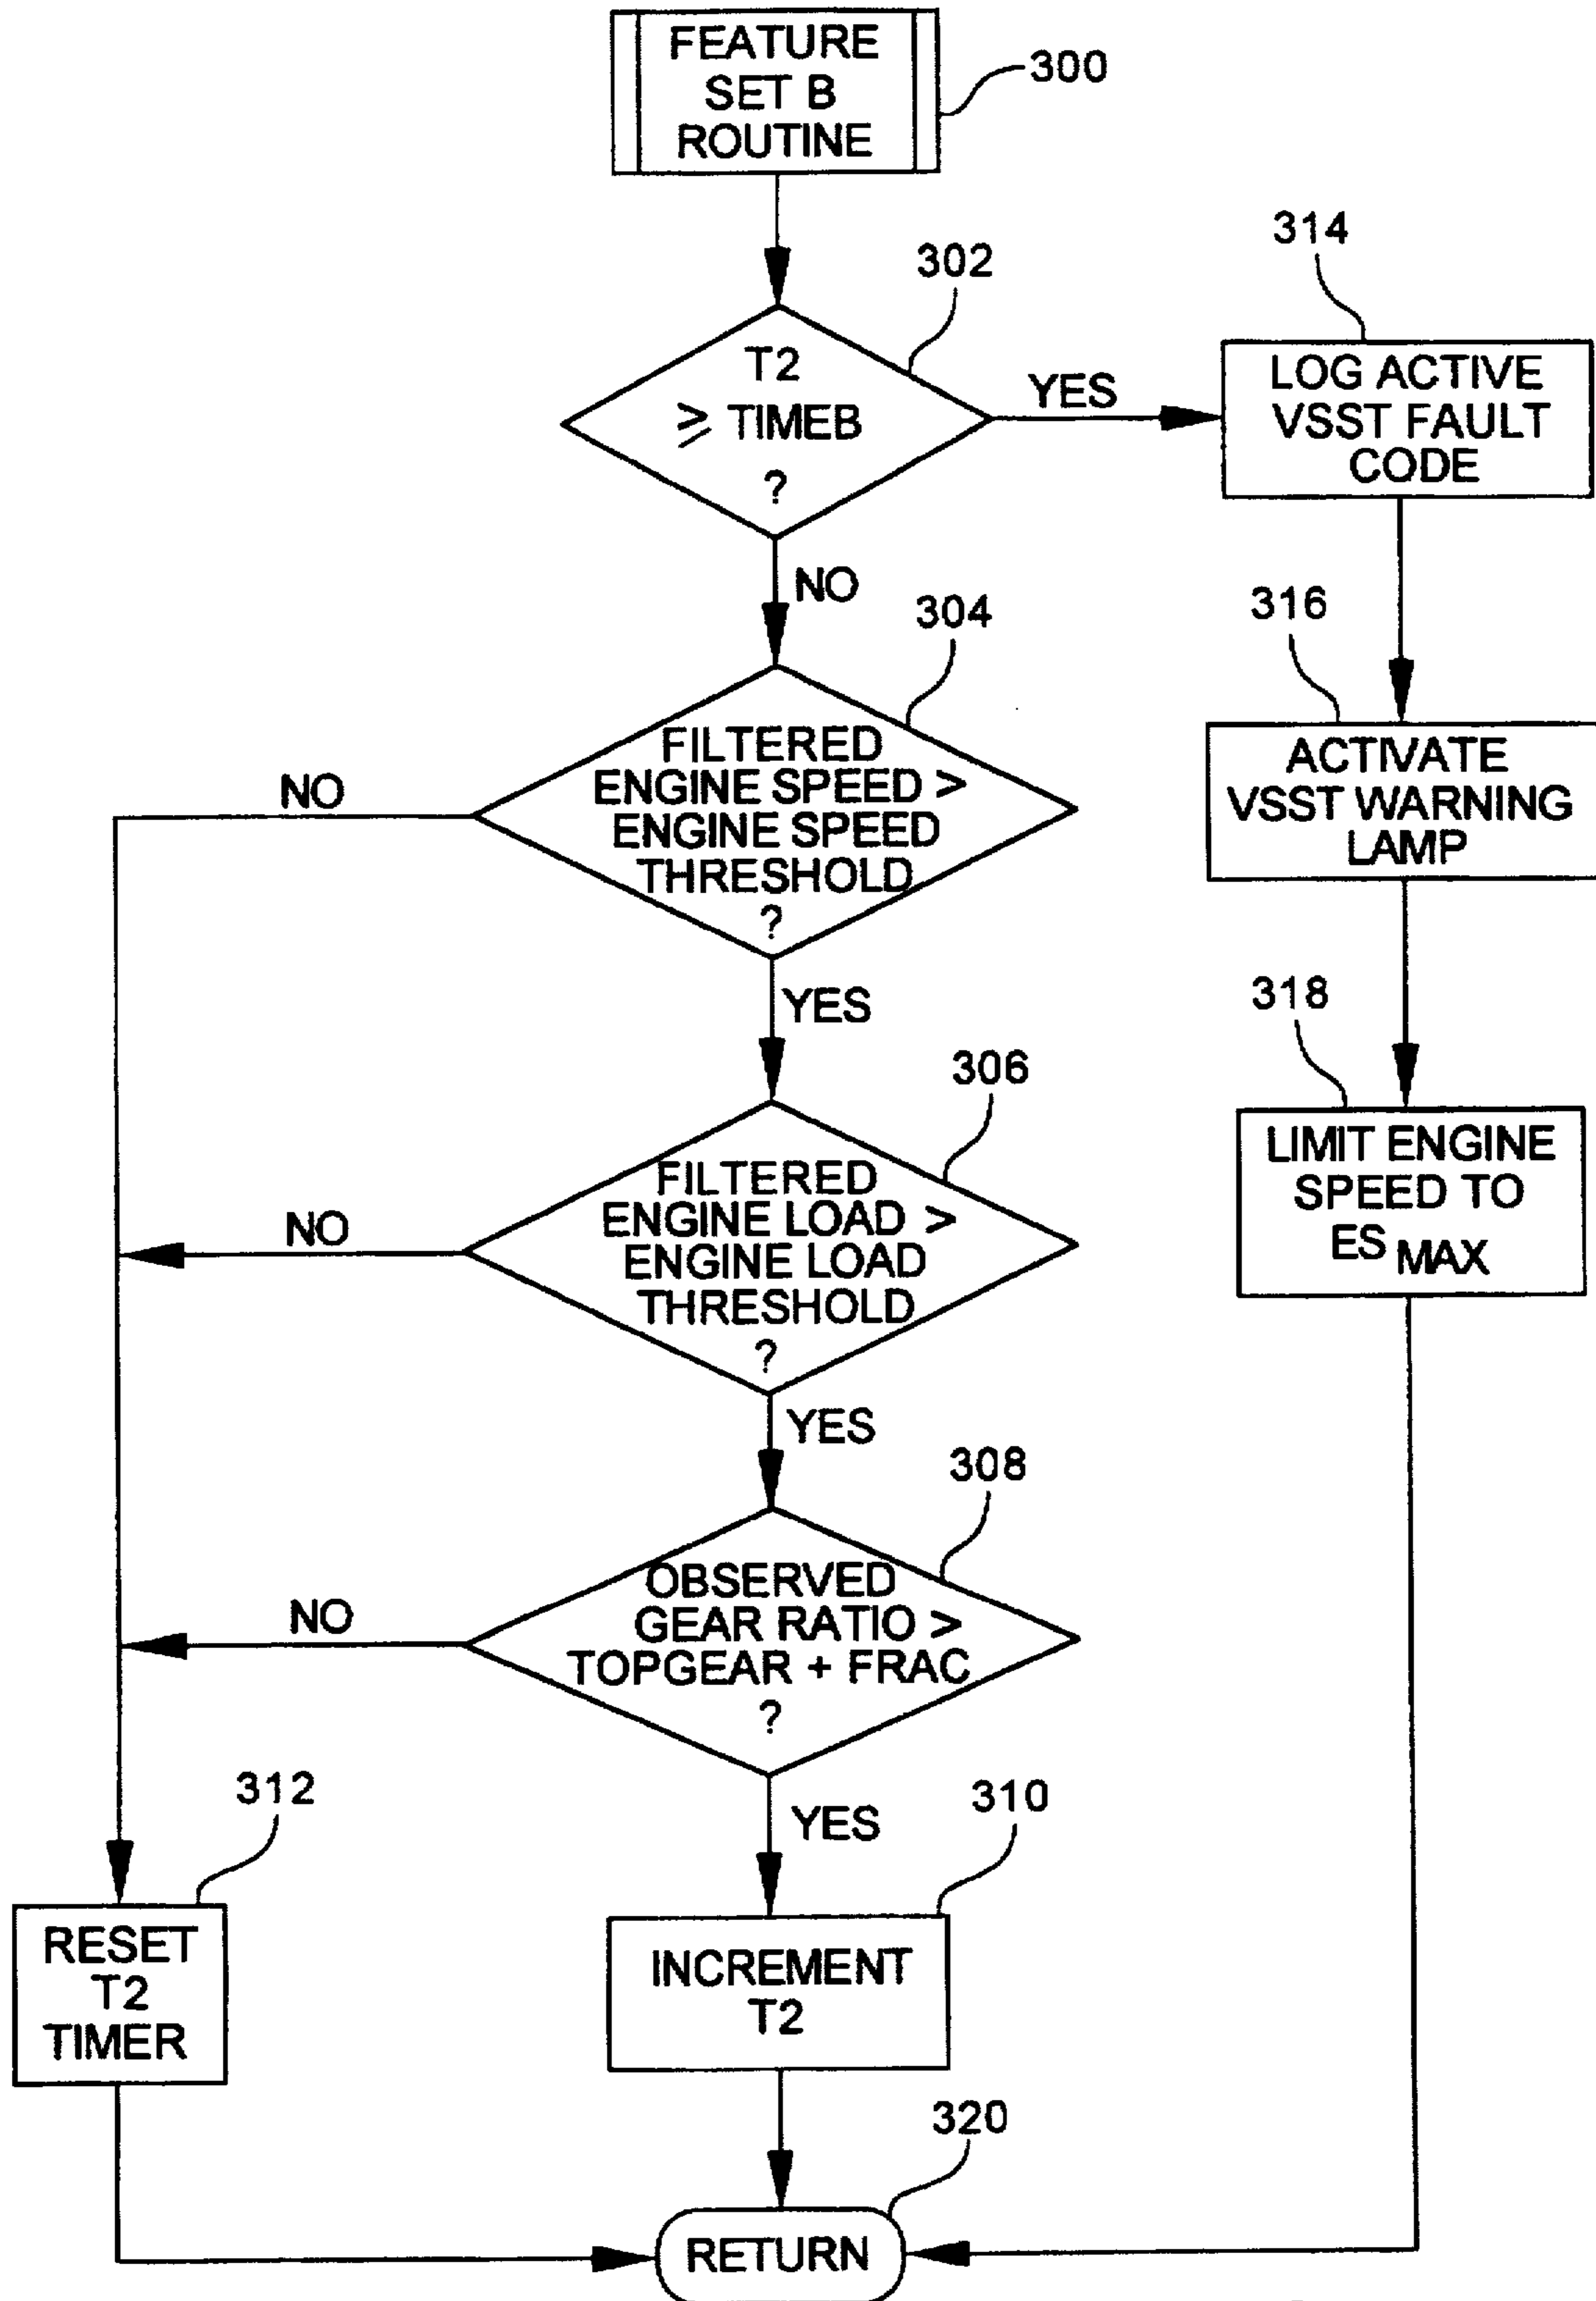 FEATURE
SET B
ROUTINE
300
302
T2
≥ TIMEB
?
YES
314
LOG ACTIVE
VSST FAULT
CODE
NO
304
FILTERED
ENGINE SPEED >
ENGINE SPEED
THRESHOLD
?
NO
316
ACTIVATE
VSST WARNING
LAMP
YES
306
FILTERED
ENGINE LOAD >
ENGINE LOAD
THRESHOLD
?
NO
318
LIMIT ENGINE
SPEED TO
ES MAX
YES
308
OBSERVED
GEAR RATIO >
TOPGEAR + FRAC
?
NO
312
RESET
T2
TIMER
YES
310
INCREMENT
T2
320
RETURN